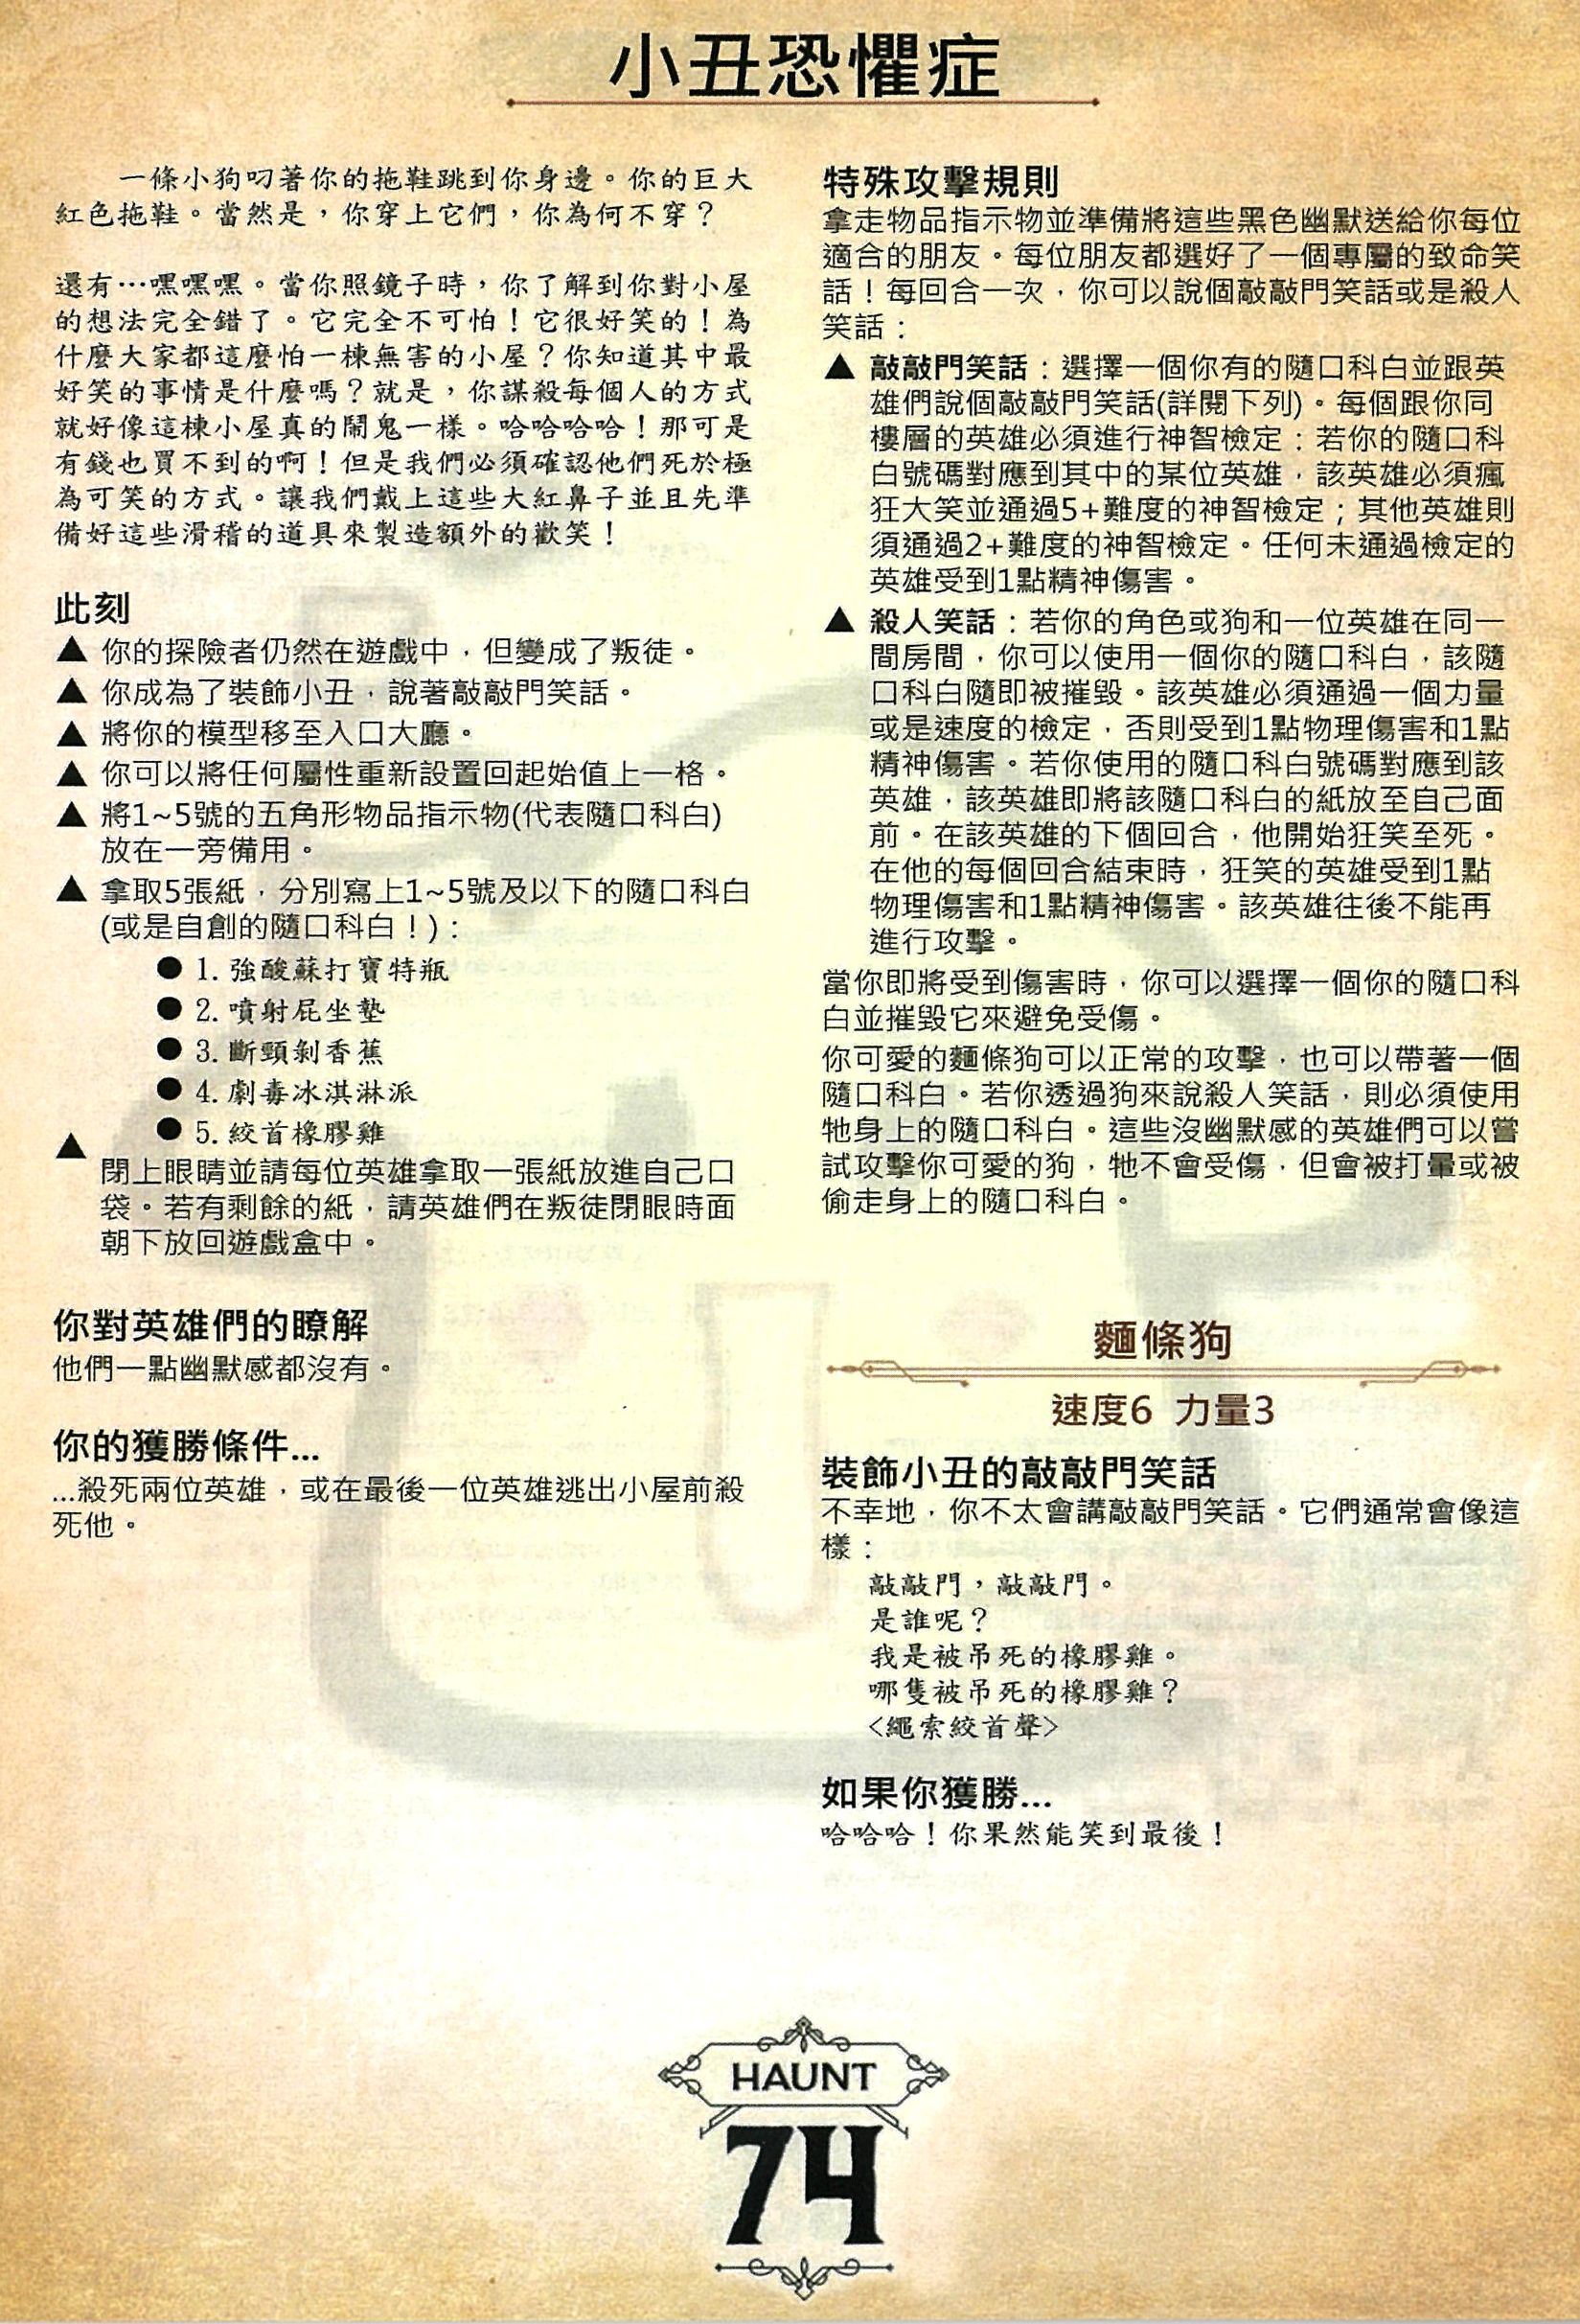 小丑恐懼症
一條小狗叼著你的拖鞋跳到你身邊。你的巨大
紅色拖鞋。當然是，你穿上它們，你為何不穿？
還有…嘿嘿嘿。當你照鏡子時，你了解到你對小屋
的想法完全錯了。它完全不可怕！它很好笑的！為
什麼大家都這麼怕一棟無害的小屋？你知道其中最
好笑的事情是什麼嗎？就是，你謀殺每個人的方式
就好像這棟小屋真的鬧鬼一樣。哈哈哈哈！那可是
有錢也買不到的啊！但是我們必須確認他們死於極
為可笑的方式。讓我們戴上這些大紅鼻子並且先準
備好這些滑稽的道具來製造額外的歡笑！
此刻
▲ 你的探險者仍然在遊戲中，但變成了叛徒。
▲ 你成為了裝飾小丑，說著敲敲門笑話。
▲ 將你的模型移至入口大廳。
▲ 你可以將任何屬性重新設置回起始值上一格。
▲ 將1~5號的五角形物品指示物(代表隨口科白)
放在一旁備用。
▲ 拿取5張紙，分別寫上1~5號及以下的隨口科白
(或是自創的隨口科白！)：
● 1. 強酸蘇打寶特瓶
● 2. 噴射屁坐墊
● 3. 斷頸剝香蕉
● 4. 劇毒冰淇淋派
● 5. 絞首橡膠雞
▲
閉上眼睛並請每位英雄拿取一張紙放進自己口
袋。若有剩餘的紙，請英雄們在叛徒閉眼時面
朝下放回遊戲盒中。
你對英雄們的瞭解
他們一點幽默感都沒有。
你的獲勝條件...
...殺死兩位英雄，或在最後一位英雄逃出小屋前殺
死他。
特殊攻擊規則
拿走物品指示物並準備將這些黑色幽默送給你每位
適合的朋友。每位朋友都選好了一個專屬的致命笑
話！每回合一次，你可以說個敲敲門笑話或是殺人
笑話：
▲ 敲敲門笑話：選擇一個你有的隨口科白並跟英
雄們說個敲敲門笑話(詳閱下列)。每個跟你同
樓層的英雄必須進行神智檢定：若你的隨口科
白號碼對應到其中的某位英雄，該英雄必須瘋
狂大笑並通過5+難度的神智檢定；其他英雄則
須通過2+難度的神智檢定。任何未通過檢定的
英雄受到1點精神傷害。
▲ 殺人笑話：若你的角色或狗和一位英雄在同一
間房間，你可以使用一個你的隨口科白，該隨
口科白隨即被摧毀。該英雄必須通過一個力量
或是速度的檢定，否則受到1點物理傷害和1點
精神傷害。若你使用的隨口科白號碼對應到該
英雄，該英雄即將該隨口科白的紙放至自己面
前。在該英雄的下個回合，他開始狂笑至死。
在他的每個回合結束時，狂笑的英雄受到1點
物理傷害和1點精神傷害。該英雄往後不能再
進行攻擊。
當你即將受到傷害時，你可以選擇一個你的隨口科
白並摧毀它來避免受傷。
你可愛的麵條狗可以正常的攻擊，也可以帶著一個
隨口科白。若你透過狗來說殺人笑話，則必須使用
牠身上的隨口科白。這些沒幽默感的英雄們可以嘗
試攻擊你可愛的狗，牠不會受傷，但會被打暈或被
偷走身上的隨口科白。
麵條狗
速度6 力量3
裝飾小丑的敲敲門笑話
不幸地，你不太會講敲敲門笑話。它們通常會像這
樣：
敲敲門，敲敲門。
是誰呢？
我是被吊死的橡膠雞。
哪隻被吊死的橡膠雞？
<繩索絞首聲>
如果你獲勝...
哈哈哈！你果然能笑到最後！
HAUNT
74